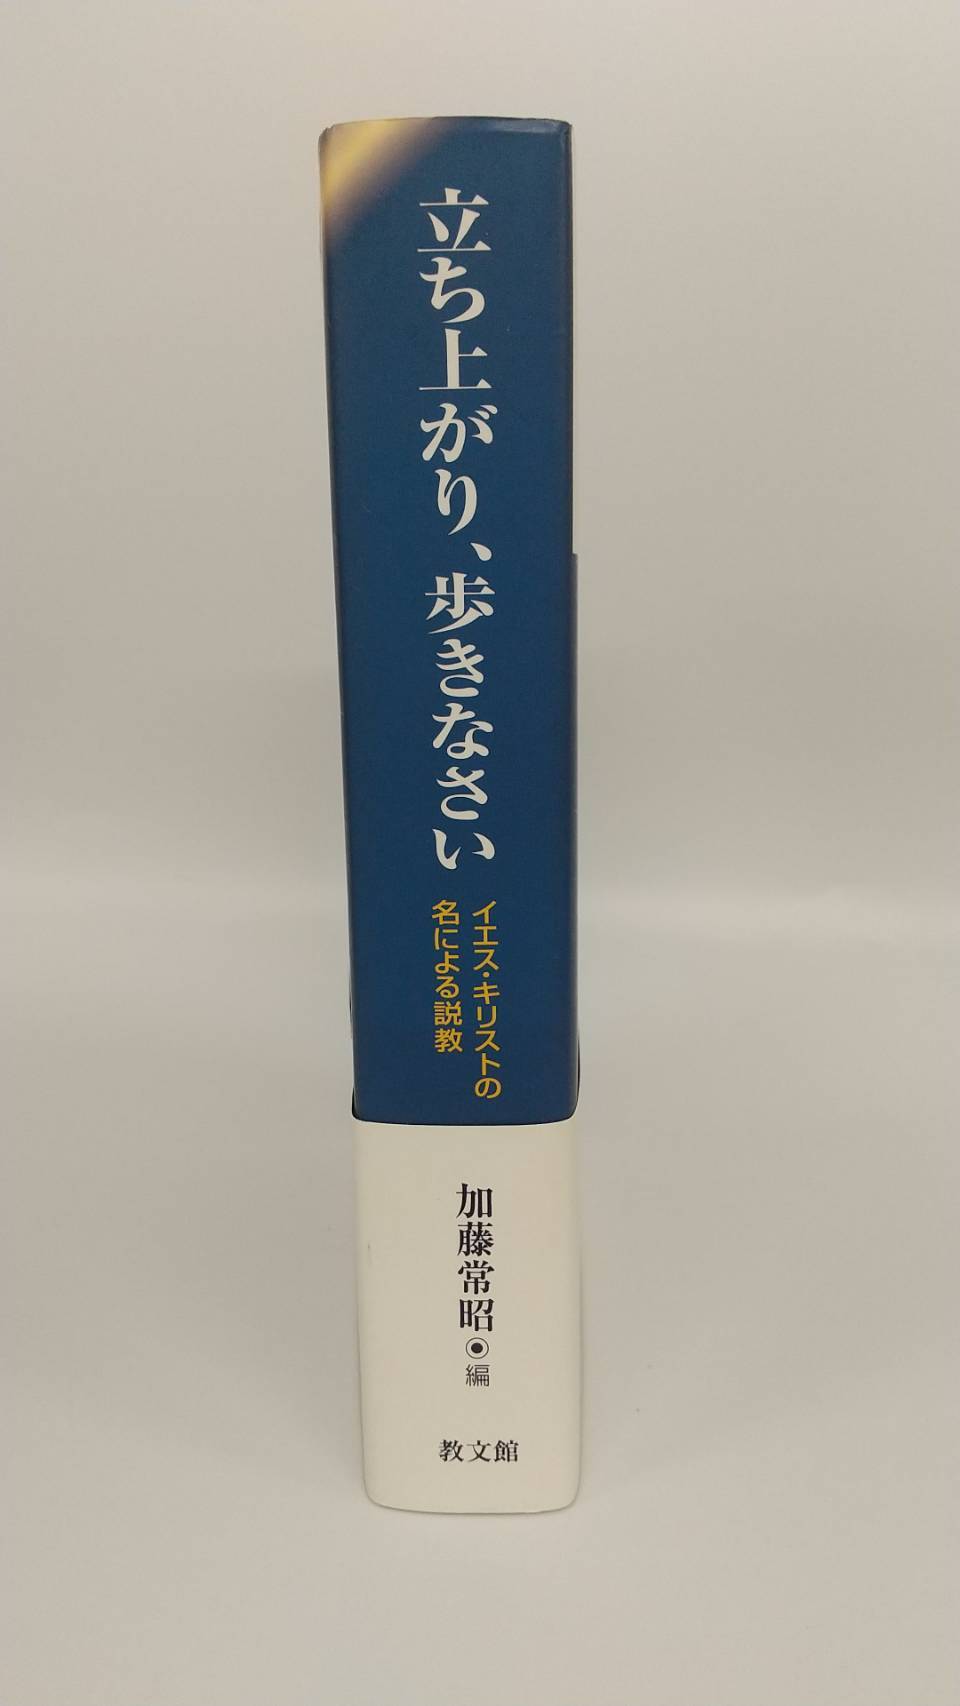 立ち上がり、歩きなさい
イエス・キリストの
名による説教
加藤常昭◉編
教文館